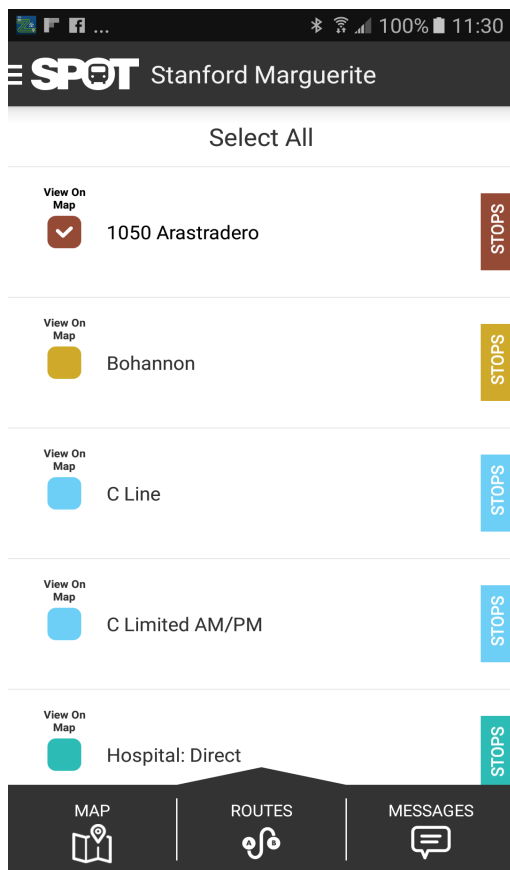 ... 100% 11:30
SPOT Stanford Marguerite
Select All
View On
Map
1050 Arastradero
STOPS
View On
Map
Bohannon
STOPS
View On
Map
C Line
STOPS
View On
Map
C Limited AM/PM
STOPS
View On
Map
Hospital: Direct
STOPS
MAP
ROUTES
MESSAGES
A B